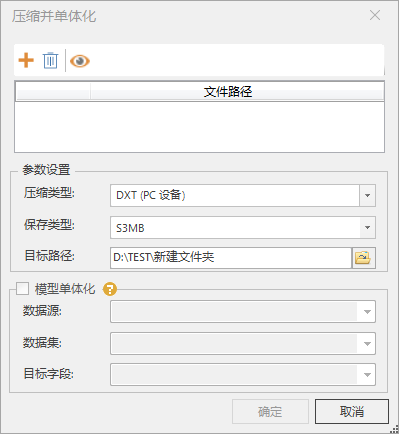 压缩并单体化
文件路径
参数设置
压缩类型: DXT (PC 设备)
保存类型: S3MB
目标路径: D:\TEST\新建文件夹
模型单体化 ?
数据源:
数据集:
目标字段:
确定 取消